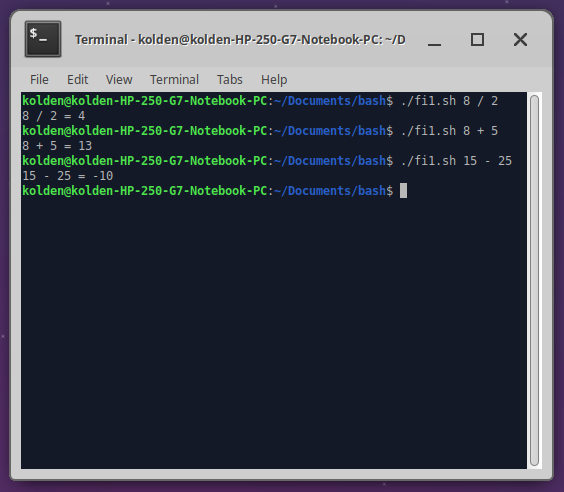 $_
Terminal - kolden@kolden-HP-250-G7-Notebook-PC: ~/D
File Edit View Terminal Tabs Help
kolden@kolden-HP-250-G7-Notebook-PC:~/Documents/bash$ ./fi1.sh 8 / 2
8 / 2 = 4
kolden@kolden-HP-250-G7-Notebook-PC:~/Documents/bash$ ./fi1.sh 8 + 5
8 + 5 = 13
kolden@kolden-HP-250-G7-Notebook-PC:~/Documents/bash$ ./fi1.sh 15 - 25
15 - 25 = -10
kolden@kolden-HP-250-G7-Notebook-PC:~/Documents/bash$